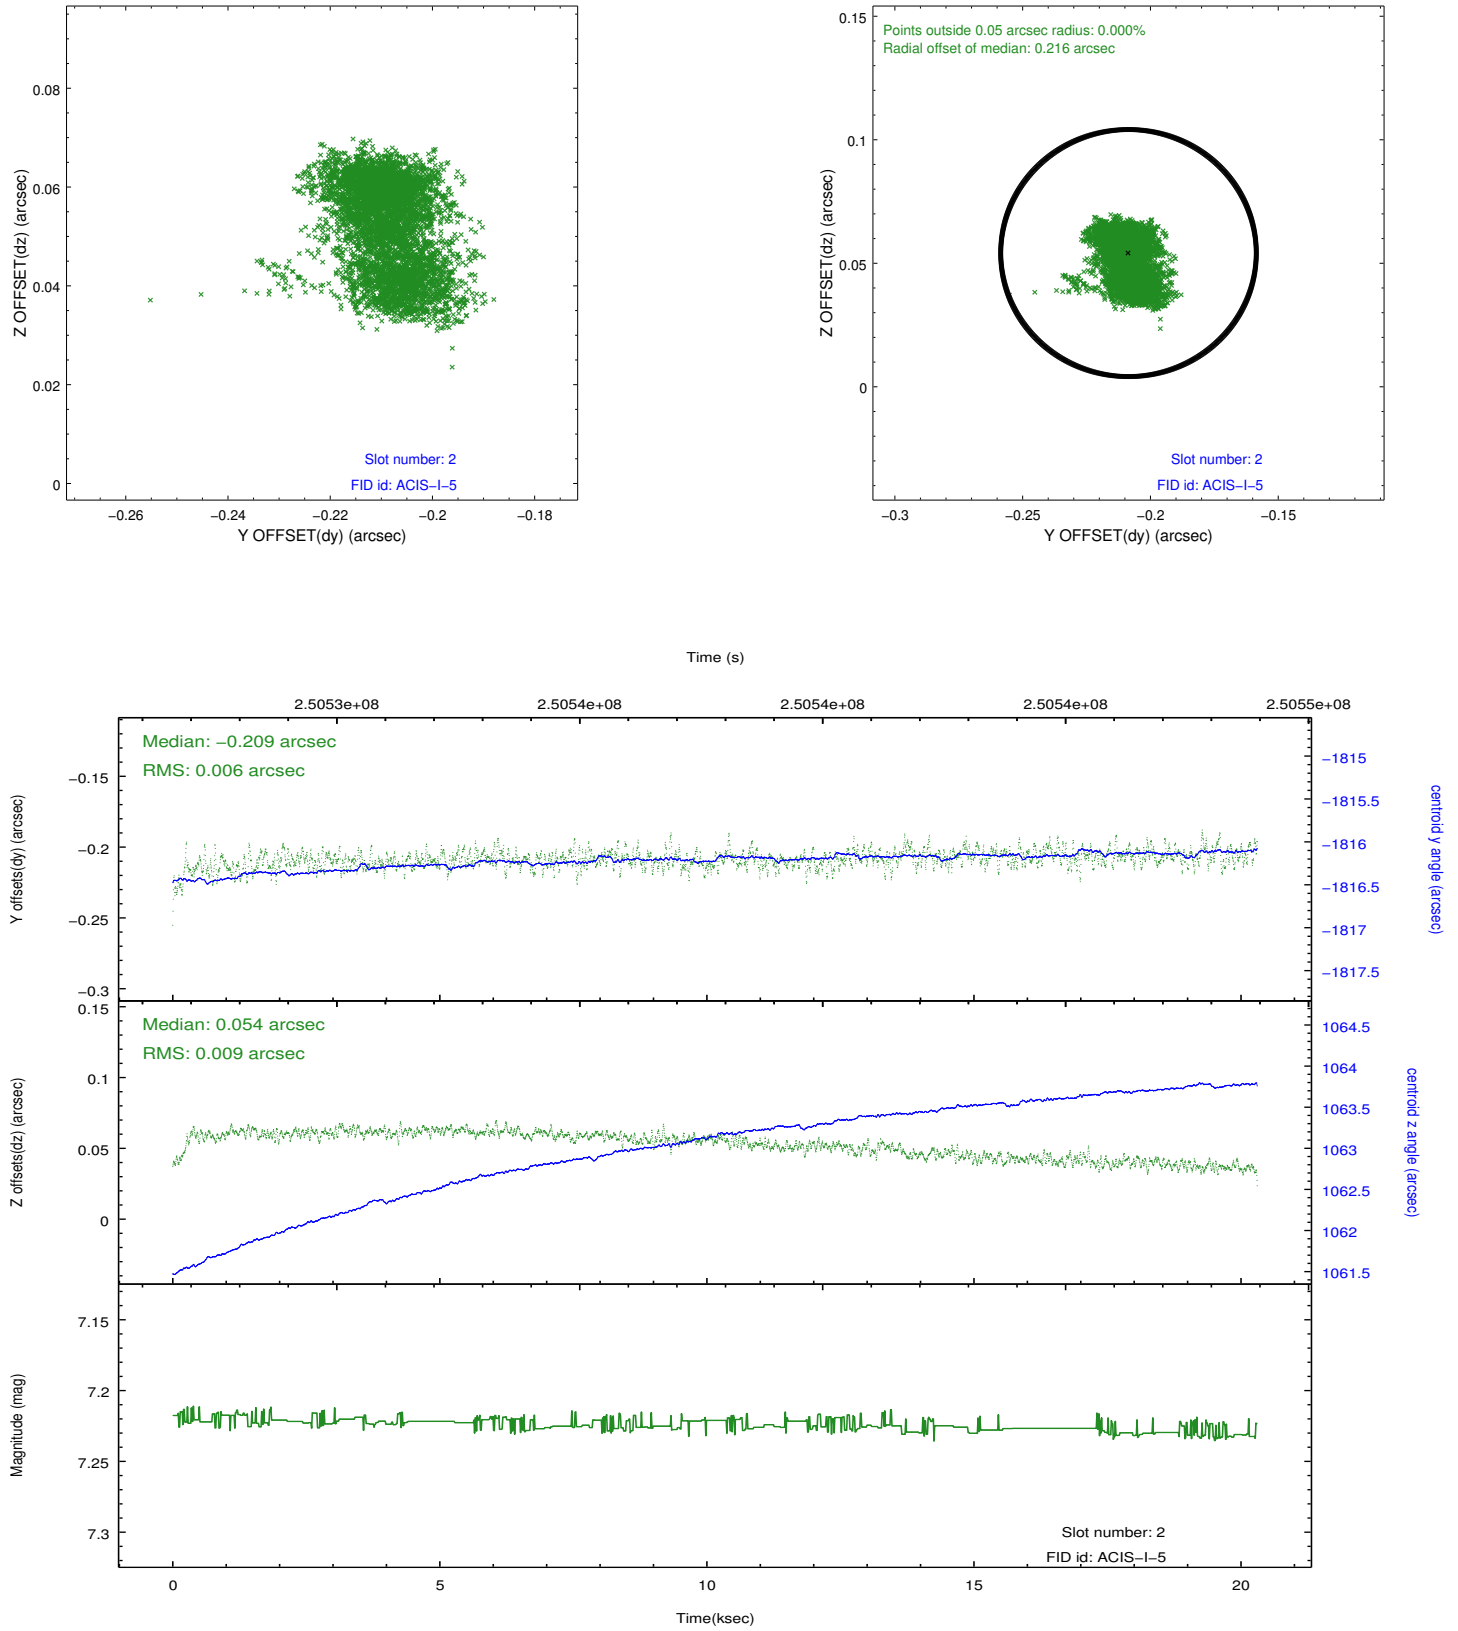 0.08
0.06
0.04
0.02
0
Z OFFSET(dz) (arcsec)
Slot number: 2
FID id: ACIS−I−5
−0.26
−0.24
−0.22
−0.2
−0.18
Y OFFSET(dy) (arcsec)
Points outside 0.05 arcsec radius: 0.000%
Radial offset of median: 0.216 arcsec
0.15
0.1
0.05
0
Z OFFSET(dz) (arcsec)
Slot number: 2
FID id: ACIS−I−5
−0.3
−0.25
−0.2
−0.15
Y OFFSET(dy) (arcsec)
Time (s)
2.5053e+08
2.5054e+08
2.5054e+08
2.5054e+08
2.5055e+08
Median: −0.209 arcsec
RMS: 0.006 arcsec
−0.15
−0.2
−0.25
−0.3
Y offsets(dy) (arcsec)
−1815
−1815.5
−1816
−1816.5
−1817
−1817.5
centroid y angle (arcsec)
Median: 0.054 arcsec
RMS: 0.009 arcsec
0.15
0.1
0.05
0
Z offsets(dz) (arcsec)
1064.5
1064
1063.5
1063
1062.5
1062
1061.5
centroid z angle (arcsec)
7.15
7.2
7.25
7.3
Magnitude (mag)
Slot number: 2
FID id: ACIS−I−5
0
5
10
15
20
Time(ksec)